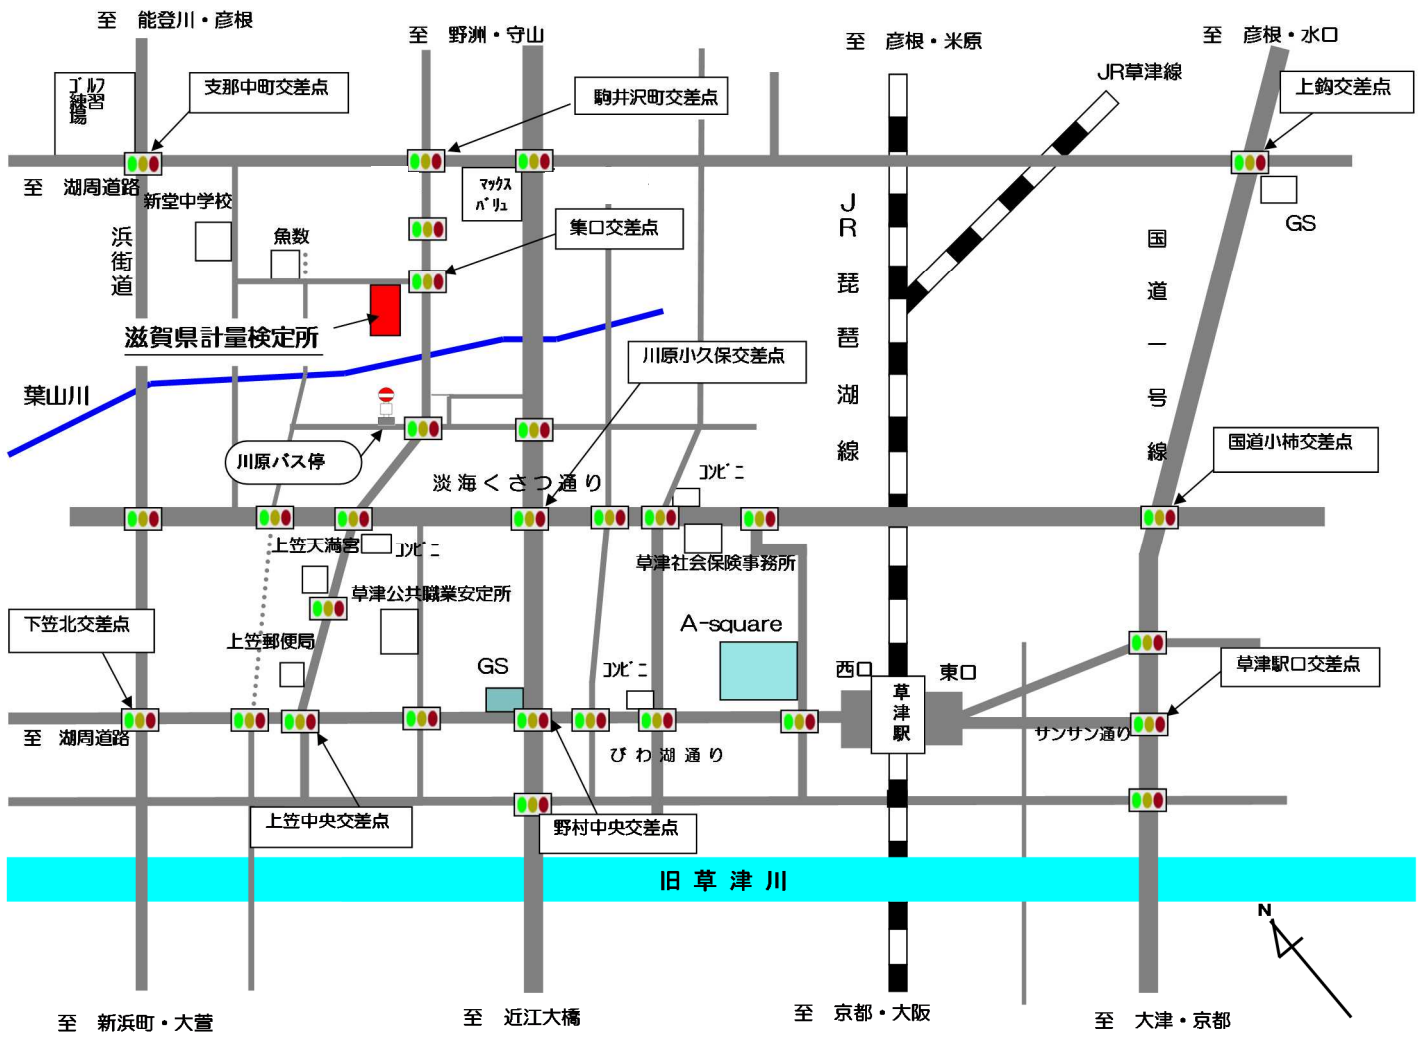 至　能登川・彦根
至　野洲・守山
至　彦根・米原
至　彦根・水口
JR草津線
ゴルフ
練習
場
支那中町交差点
駒井沢町交差点
上鈎交差点
至　湖周道路
新堂中学校
マックス
バリュ
GS
浜街道
魚数
集口交差点
JR琵琶湖線
国道一号線
滋賀県計量検定所
葉山川
川原小久保交差点
川原バス停
淡海くさつ通り
コンビニ
国道小柿交差点
上笠天満宮
コンビニ
草津社会保険事務所
草津公共職業安定所
下笠北交差点
上笠郵便局
A-square
GS
コンビニ
西口
東口
草津駅
草津駅口交差点
至　湖周道路
サンサン通り
びわ湖通り
上笠中央交差点
野村中央交差点
旧草津川
N
至　新浜町・大萱
至　近江大橋
至　京都・大阪
至　大津・京都